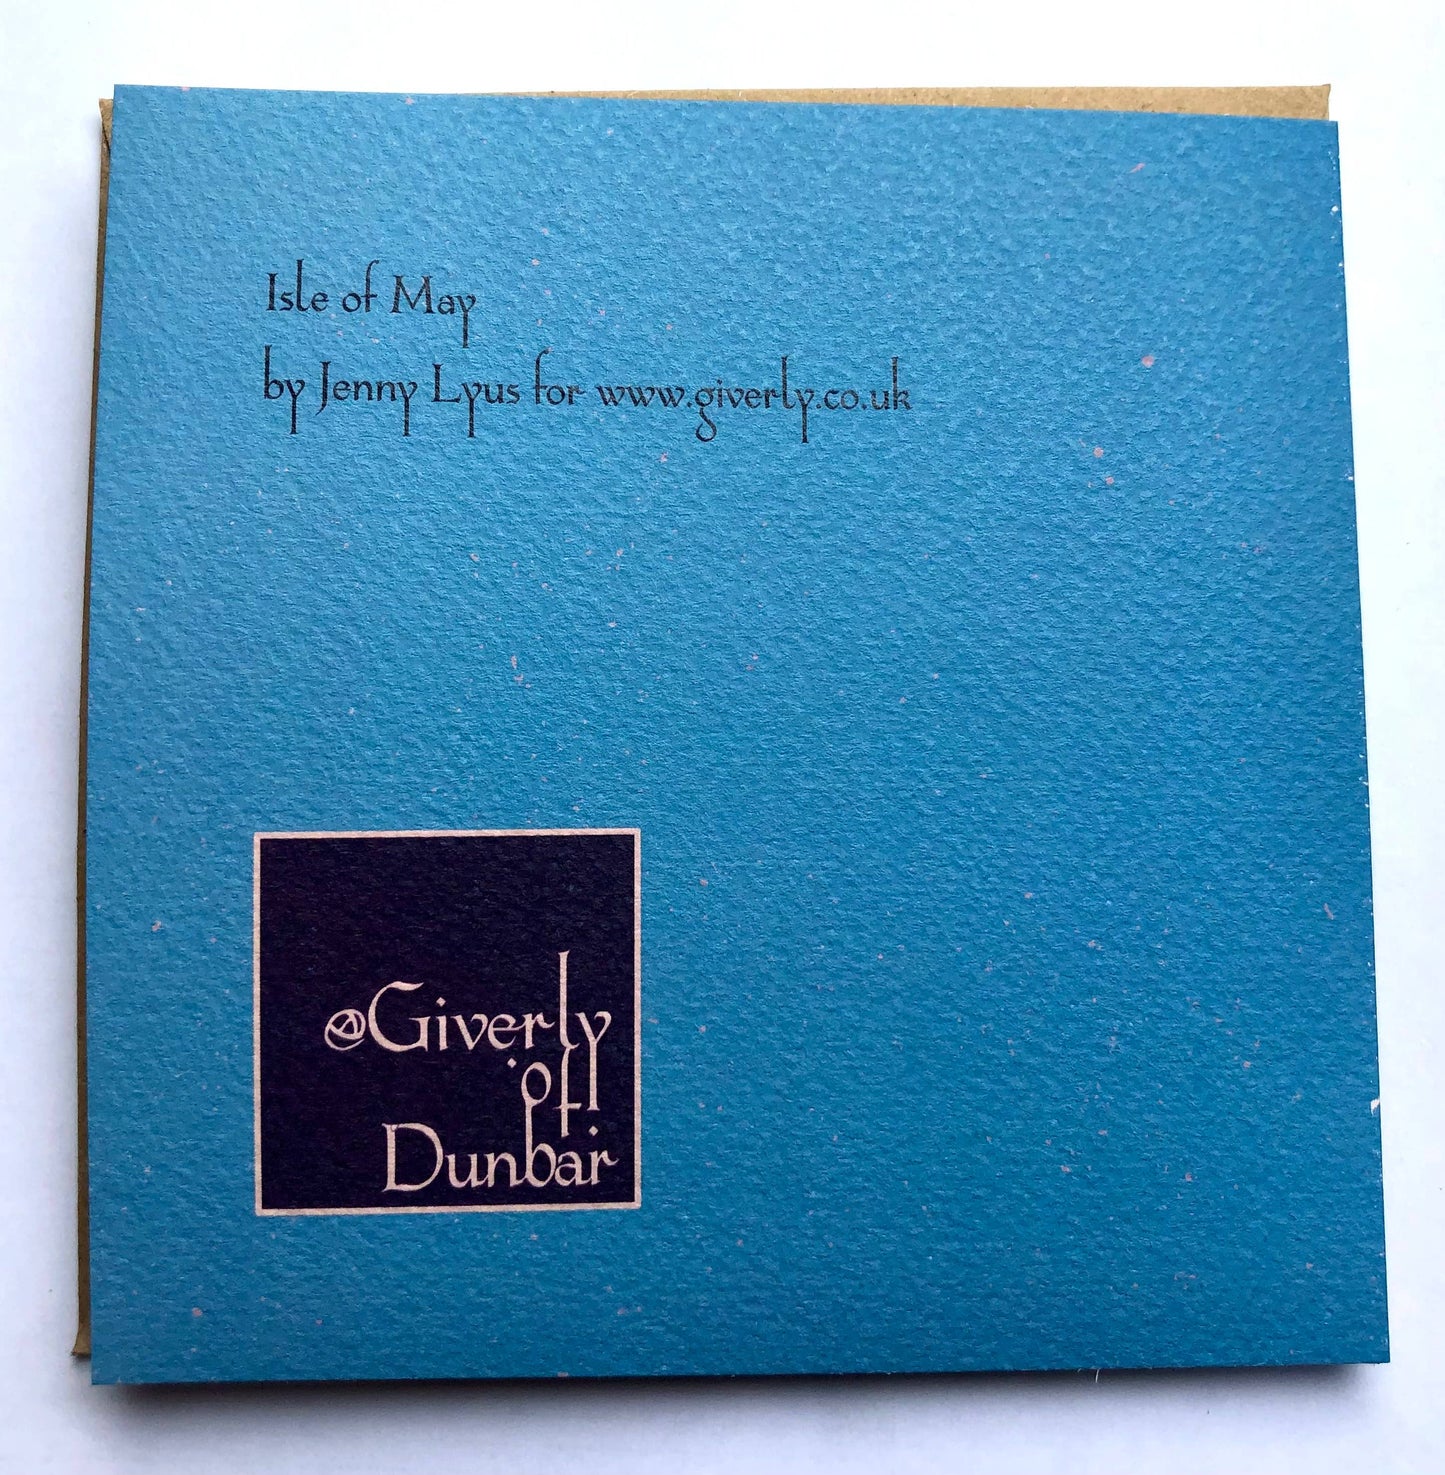 Isle of May
by Jenny Lyus for www.giverly.co.uk
@Giverly
of
Dunbar